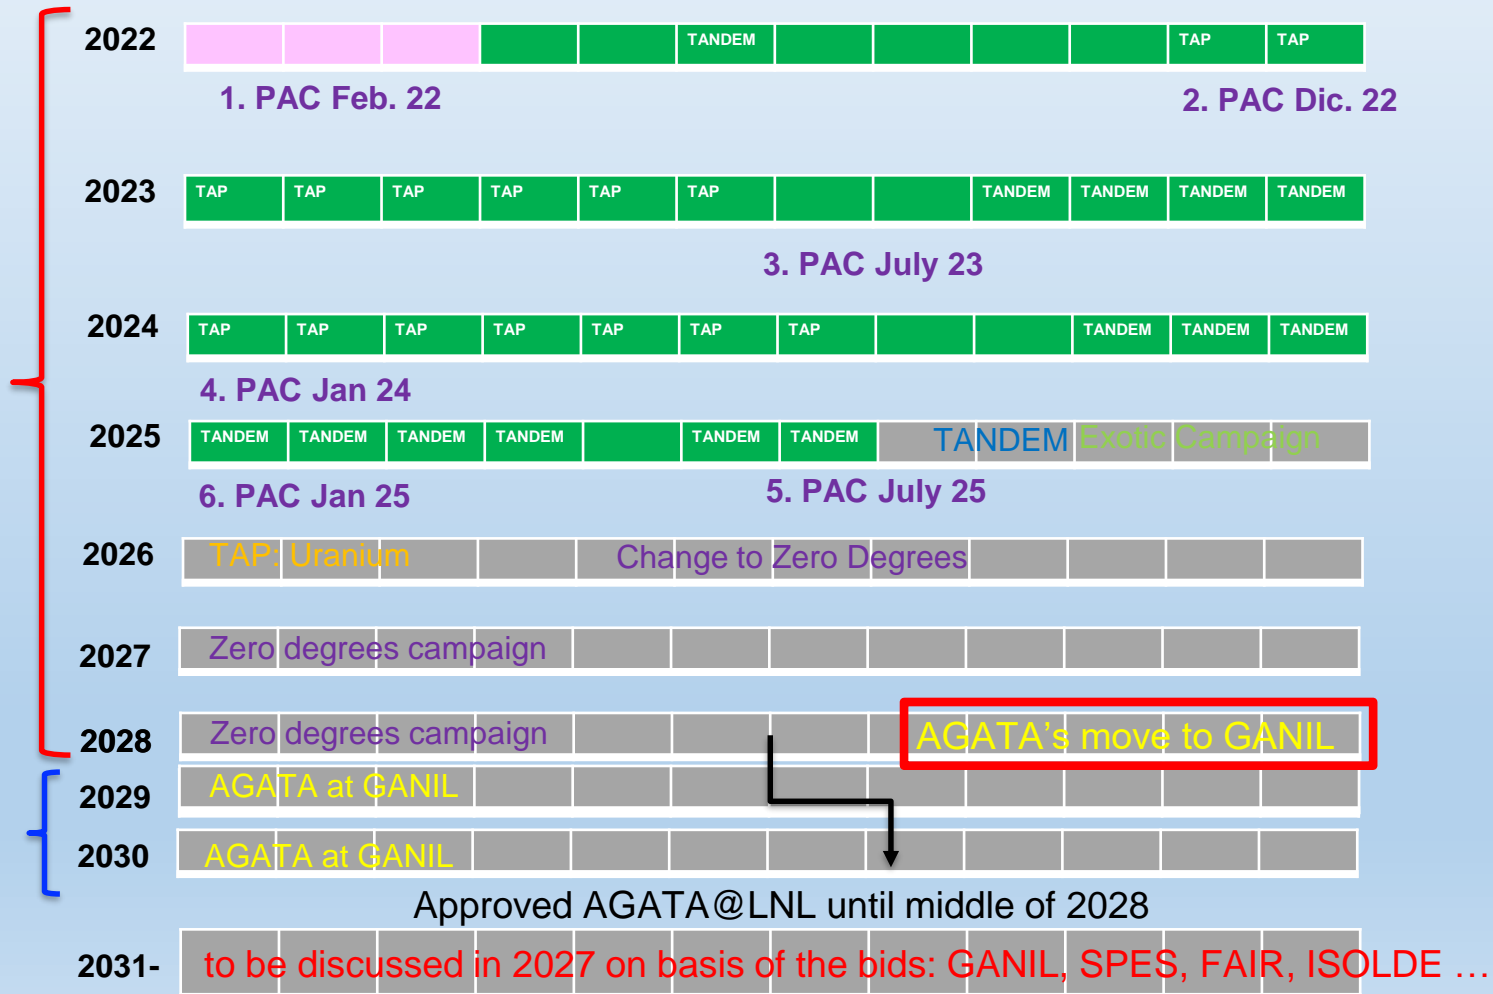 2022 TANDEM TAP TAP
1. PAC Feb. 22 2. PAC Dic. 22
2023 TAP TAP TAP TAP TAP TAP TANDEM TANDEM TANDEM TANDEM
3. PAC July 23
2024 TAP TAP TAP TAP TAP TAP TAP TANDEM TANDEM TANDEM
4. PAC Jan 24
2025 TANDEM TANDEM TANDEM TANDEM TANDEM TANDEM TANDEM Exotic Campaign
6. PAC Jan 25 5. PAC July 25
2026 TAP: Uranium Change to Zero Degrees
2027 Zero degrees campaign
2028 Zero degrees campaign AGATA's move to GANIL
2029 AGATA at GANIL
2030 AGATA at GANIL
Approved AGATA@LNL until middle of 2028
2031- to be discussed in 2027 on basis of the bids: GANIL, SPES, FAIR, ISOLDE …